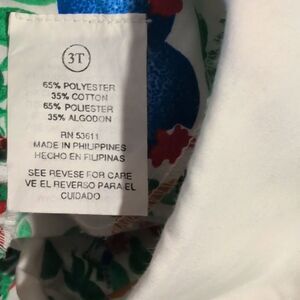 3T
65% POLYESTER
35% COTTON
65% POLIESTER
35% ALGODON
RN 53611
MADE IN PHILIPPINES
HECHO EN FILIPINAS
SEE REVESE FOR CARE
VE EL REVERSO PARA EL
CUIDADO